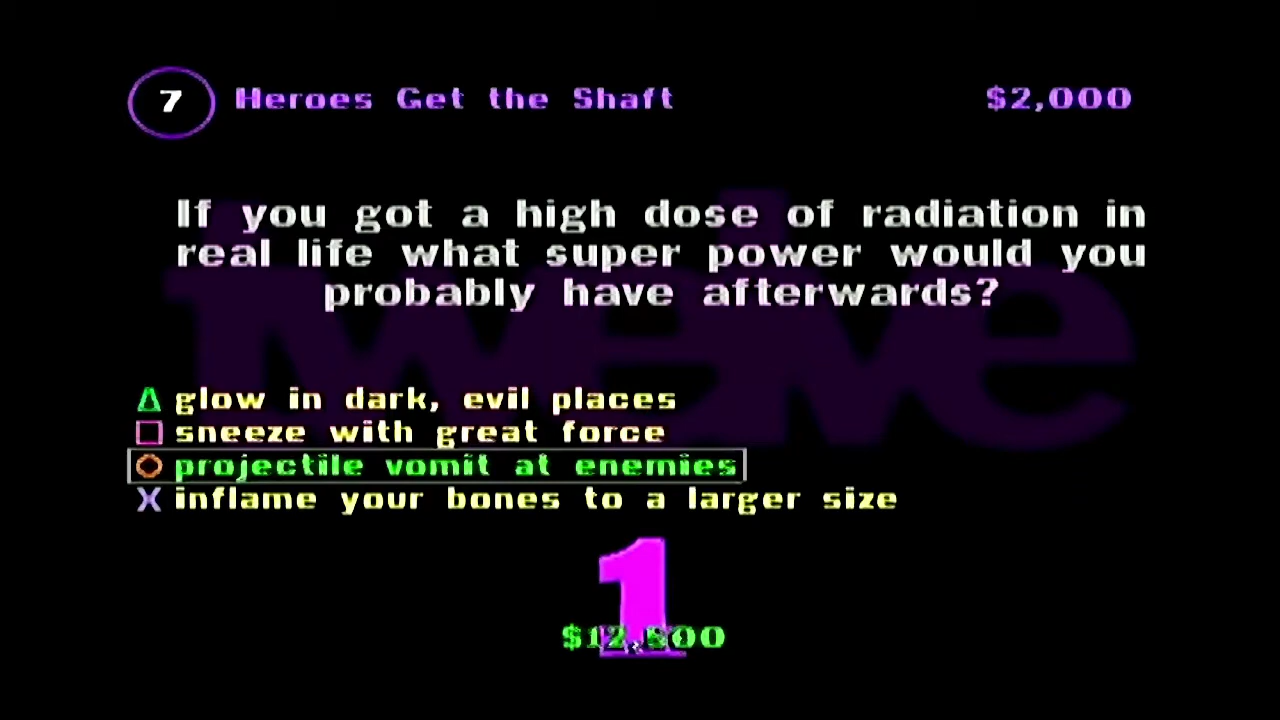 7 Heroes Get the Shaft $2,000
If you got a high dose of radiation in
real life what super power would you
probably have afterwards?
twelve
Δ glow in dark, evil places
□ sneeze with great force
○ projectile vomit at enemies
X inflame your bones to a larger size
1